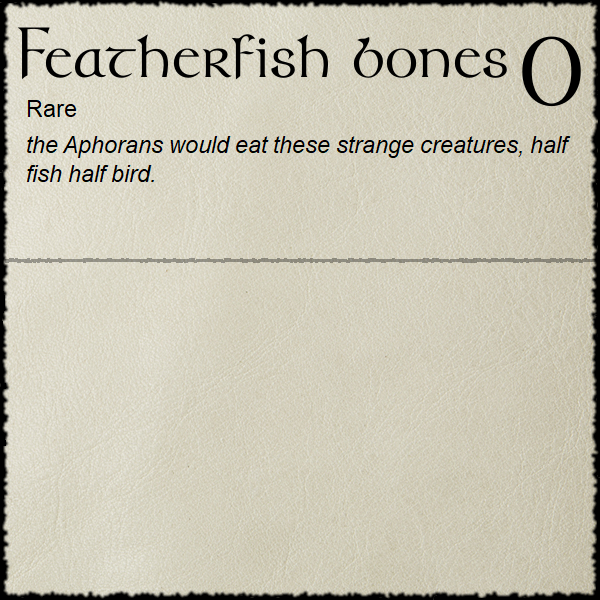 Featherfish bones 0
Rare
the Aphorans would eat these strange creatures, half
fish half bird.